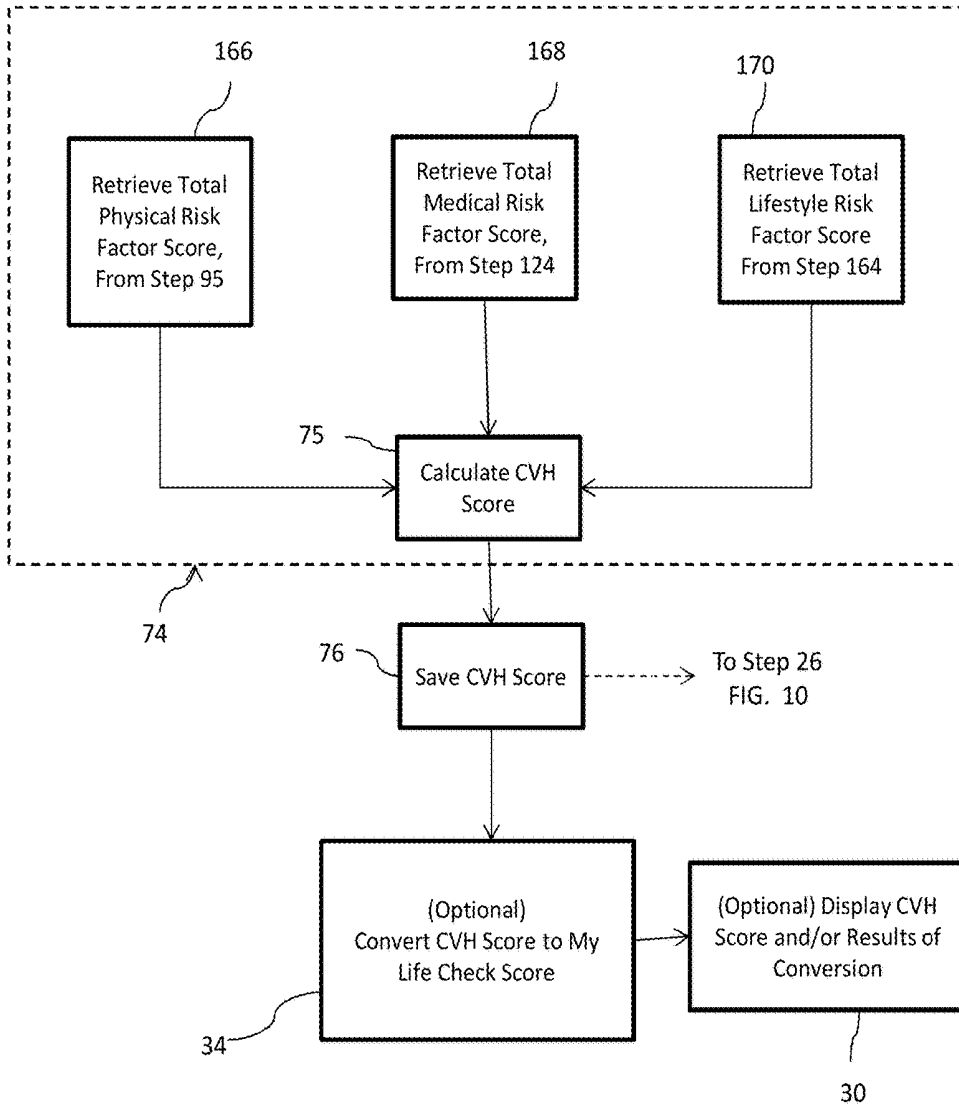 166
168
170
Retrieve Total
Physical Risk
Factor Score,
From Step 95
Retrieve Total
Medical Risk
Factor Score,
From Step 124
Retrieve Total
Lifestyle Risk
Factor Score
From Step 164
75
Calculate CVH
Score
74
76
Save CVH Score
To Step 26
FIG. 10
(Optional)
Convert CVH Score to My
Life Check Score
(Optional) Display CVH
Score and/or Results of
Conversion
34
30